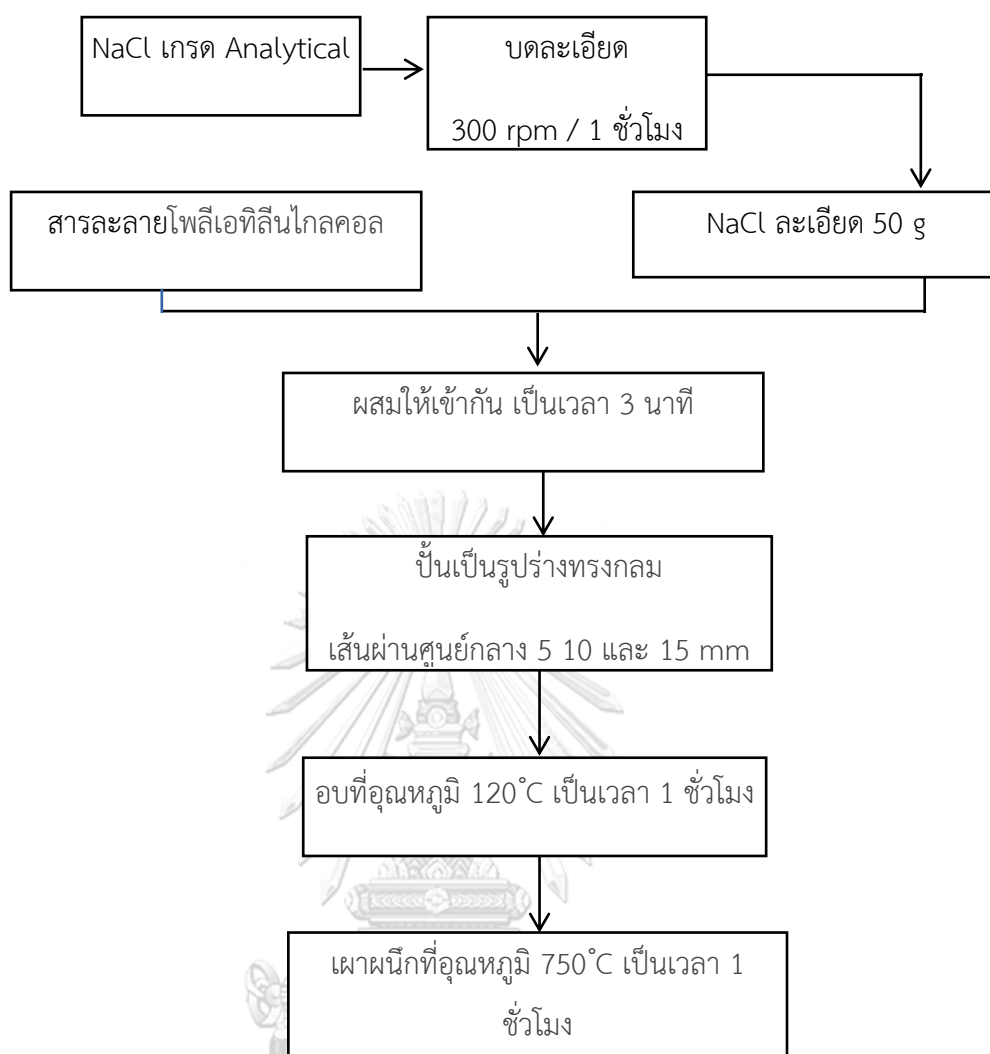 NaCl เกรด Analytical
บดละเอียด
300 rpm / 1 ชั่วโมง
สารละลายโพลีเอทิลีนไกลคอล
NaCl ละเอียด 50 g
ผสมให้เข้ากัน เป็นเวลา 3 นาที
ปั้นเป็นรูปร่างทรงกลม
เส้นผ่านศูนย์กลาง 5 10 และ 15 mm
อบที่อุณหภูมิ 120˚C เป็นเวลา 1 ชั่วโมง
เผาผนึกที่อุณหภูมิ 750˚C เป็นเวลา 1
ชั่วโมง